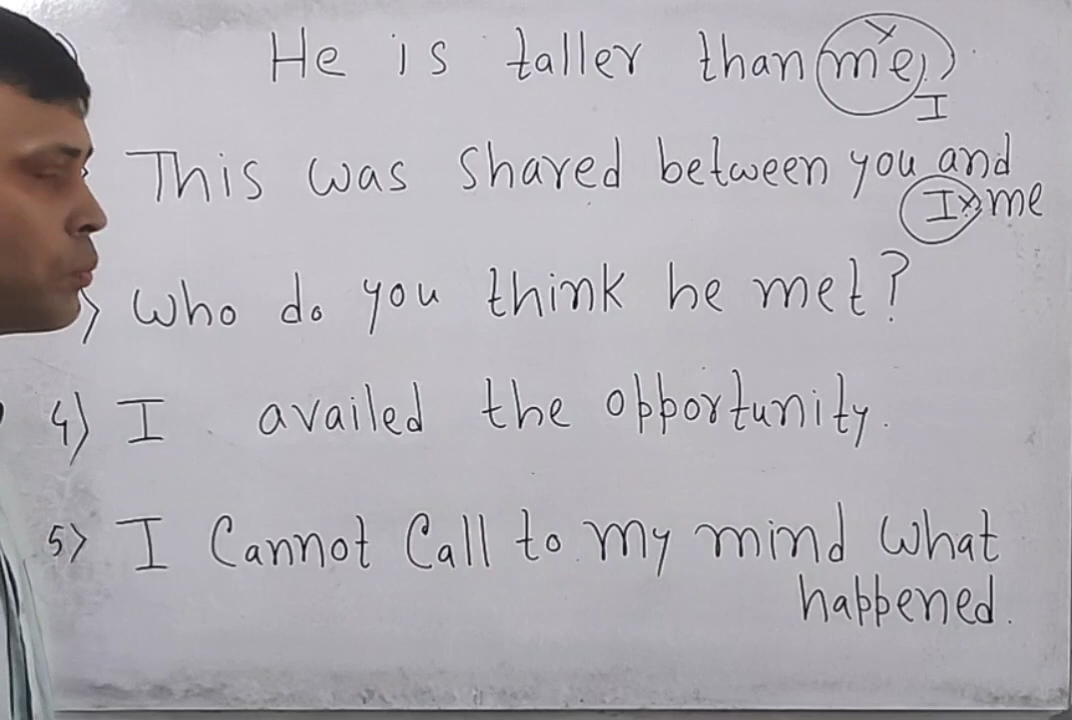 He is taller than me.
I
This was shared between you and
I me
Who do you think he met?
4) I availed the opportunity.
5) I Cannot Call to my mind what
happened.